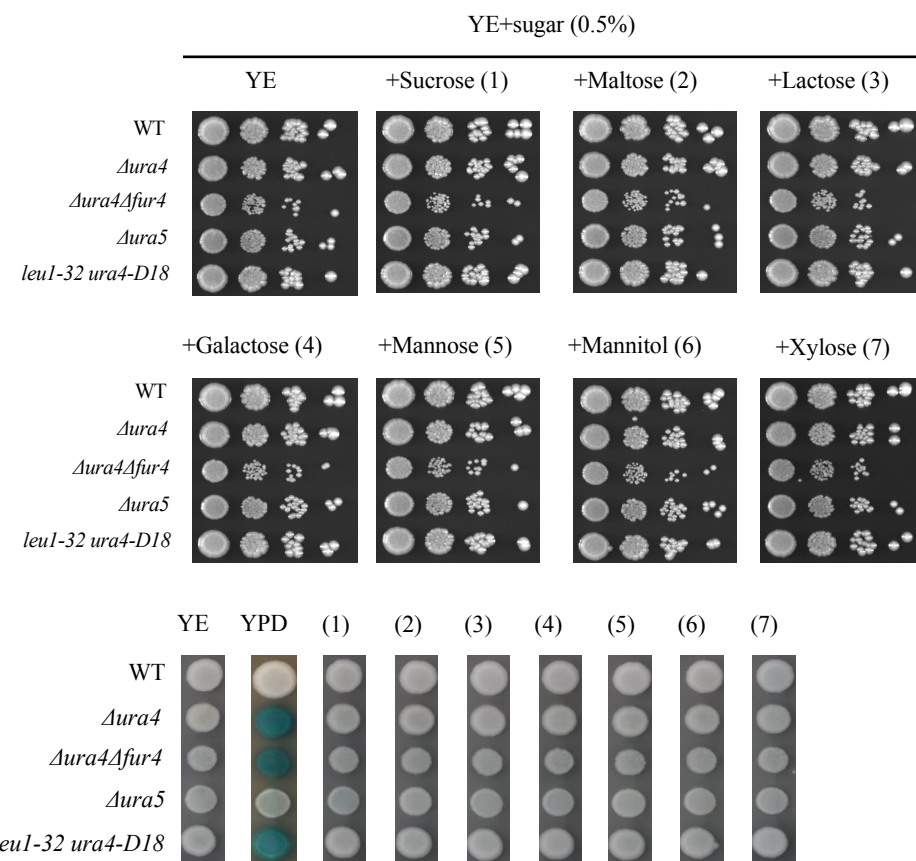 YE+sugar (0.5%)
YE +Sucrose (1) +Maltose (2) +Lactose (3)
WT
Δura4
Δura4Δfur4
Δura5
leu1-32 ura4-D18
+Galactose (4) +Mannose (5) +Mannitol (6) +Xylose (7)
WT
Δura4
Δura4Δfur4
Δura5
leu1-32 ura4-D18
YE YPD (1) (2) (3) (4) (5) (6) (7)
WT
Δura4
Δura4Δfur4
Δura5
eu1-32 ura4-D18